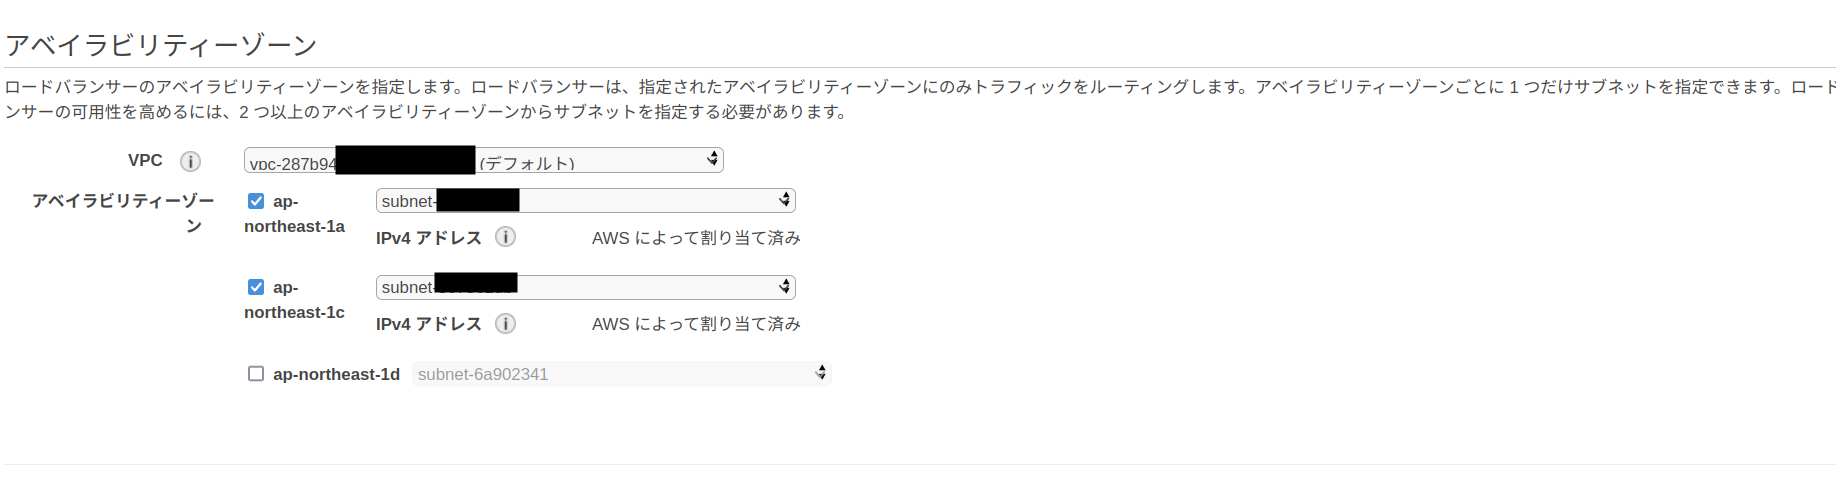 アベイラビリティーゾーン
ロードバランサーのアベイラビリティーゾーンを指定します。ロードバランサーは、指定されたアベイラビリティーゾーンにのみトラフィックをルーティングします。アベイラビリティーゾーンごとに 1 つだけサブネットを指定できます。ロード
ンサーの可用性を高めるには、2 つ以上のアベイラビリティーゾーンからサブネットを指定する必要があります。
VPC vpc-287b94 (デフォルト)
アベイラビリティーゾー
ン
ap-
northeast-1a
subnet-
IPv4 アドレス AWS によって割り当て済み
ap-
northeast-1c
subnet-
IPv4 アドレス AWS によって割り当て済み
ap-northeast-1d subnet-6a902341